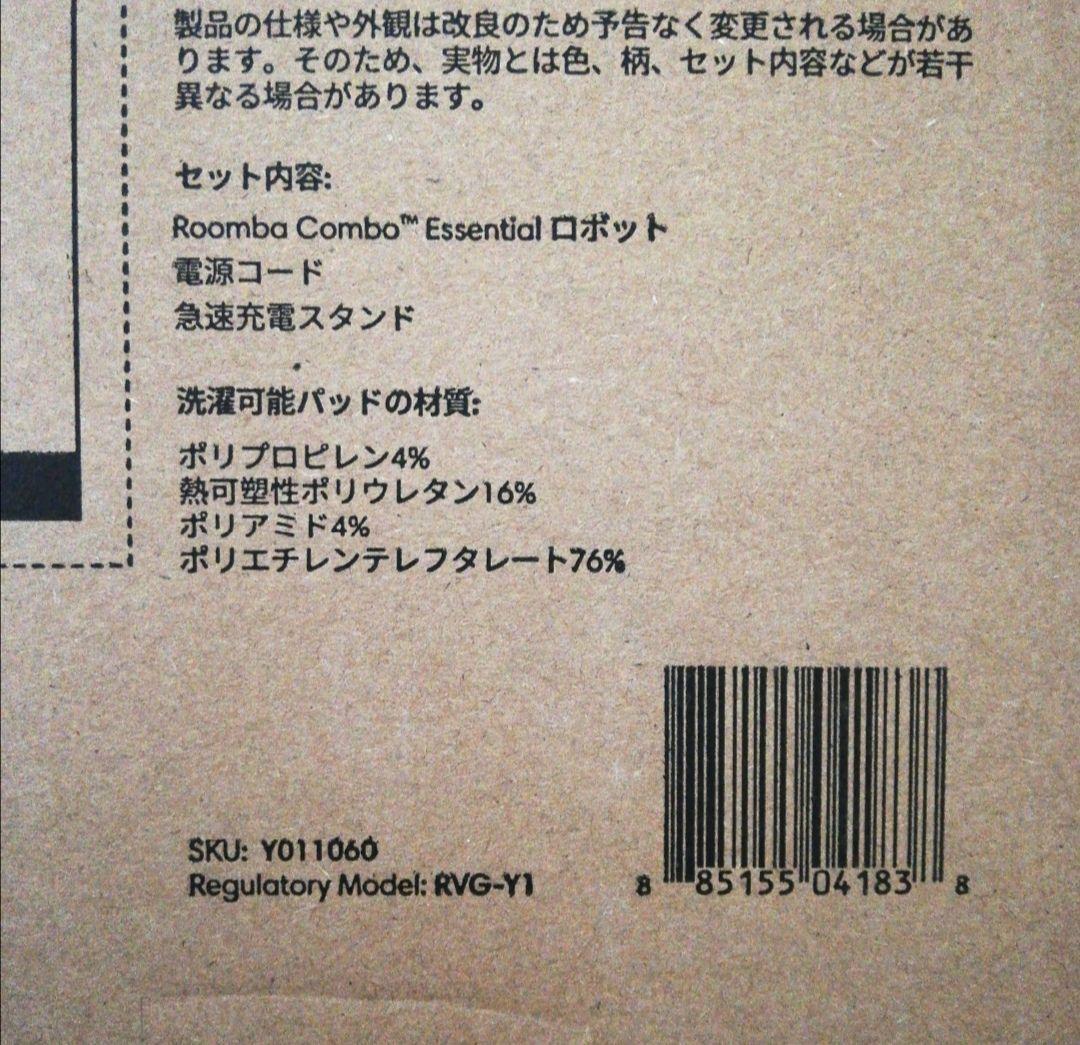 製品の仕様や外観は改良のため予告なく変更される場合があ
ります。そのため、実物とは色、柄、セット内容などが若干
異なる場合があります。
セット内容:
Roomba Combo™ Essential ロボット
電源コード
急速充電スタンド
洗濯可能パッドの材質:
ポリプロピレン4%
熱可塑性ポリウレタン16%
ポリアミド4%
ポリエチレンテレフタレート76%
SKU: Y011060
Regulatory Model: RVG-Y1
8 85155 04183 8